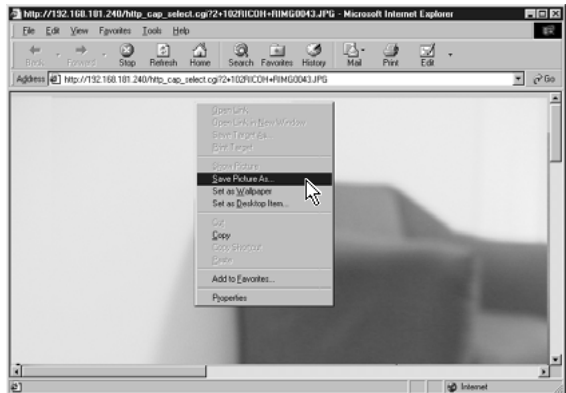 http://192.168.181.240/http_cap_select.cgi?2+102RICOH+RIMG0043.JPG - Microsoft Internet Explorer
File Edit View Favorites Tools Help
Back Forward Stop Refresh Home Search Favorites History Mail Print Edit
Address http://192.168.181.240/http_cap_select.cgi?2+102RICOH+RIMG0043.JPG Go
Open Link
Open Link in New Window
Save Target As...
Print Target
Show Picture
Save Picture As...
Set as Wallpaper
Set as Desktop Item...
Cut
Copy
Copy Shortcut
Paste
Add to Favorites...
Properties
Internet